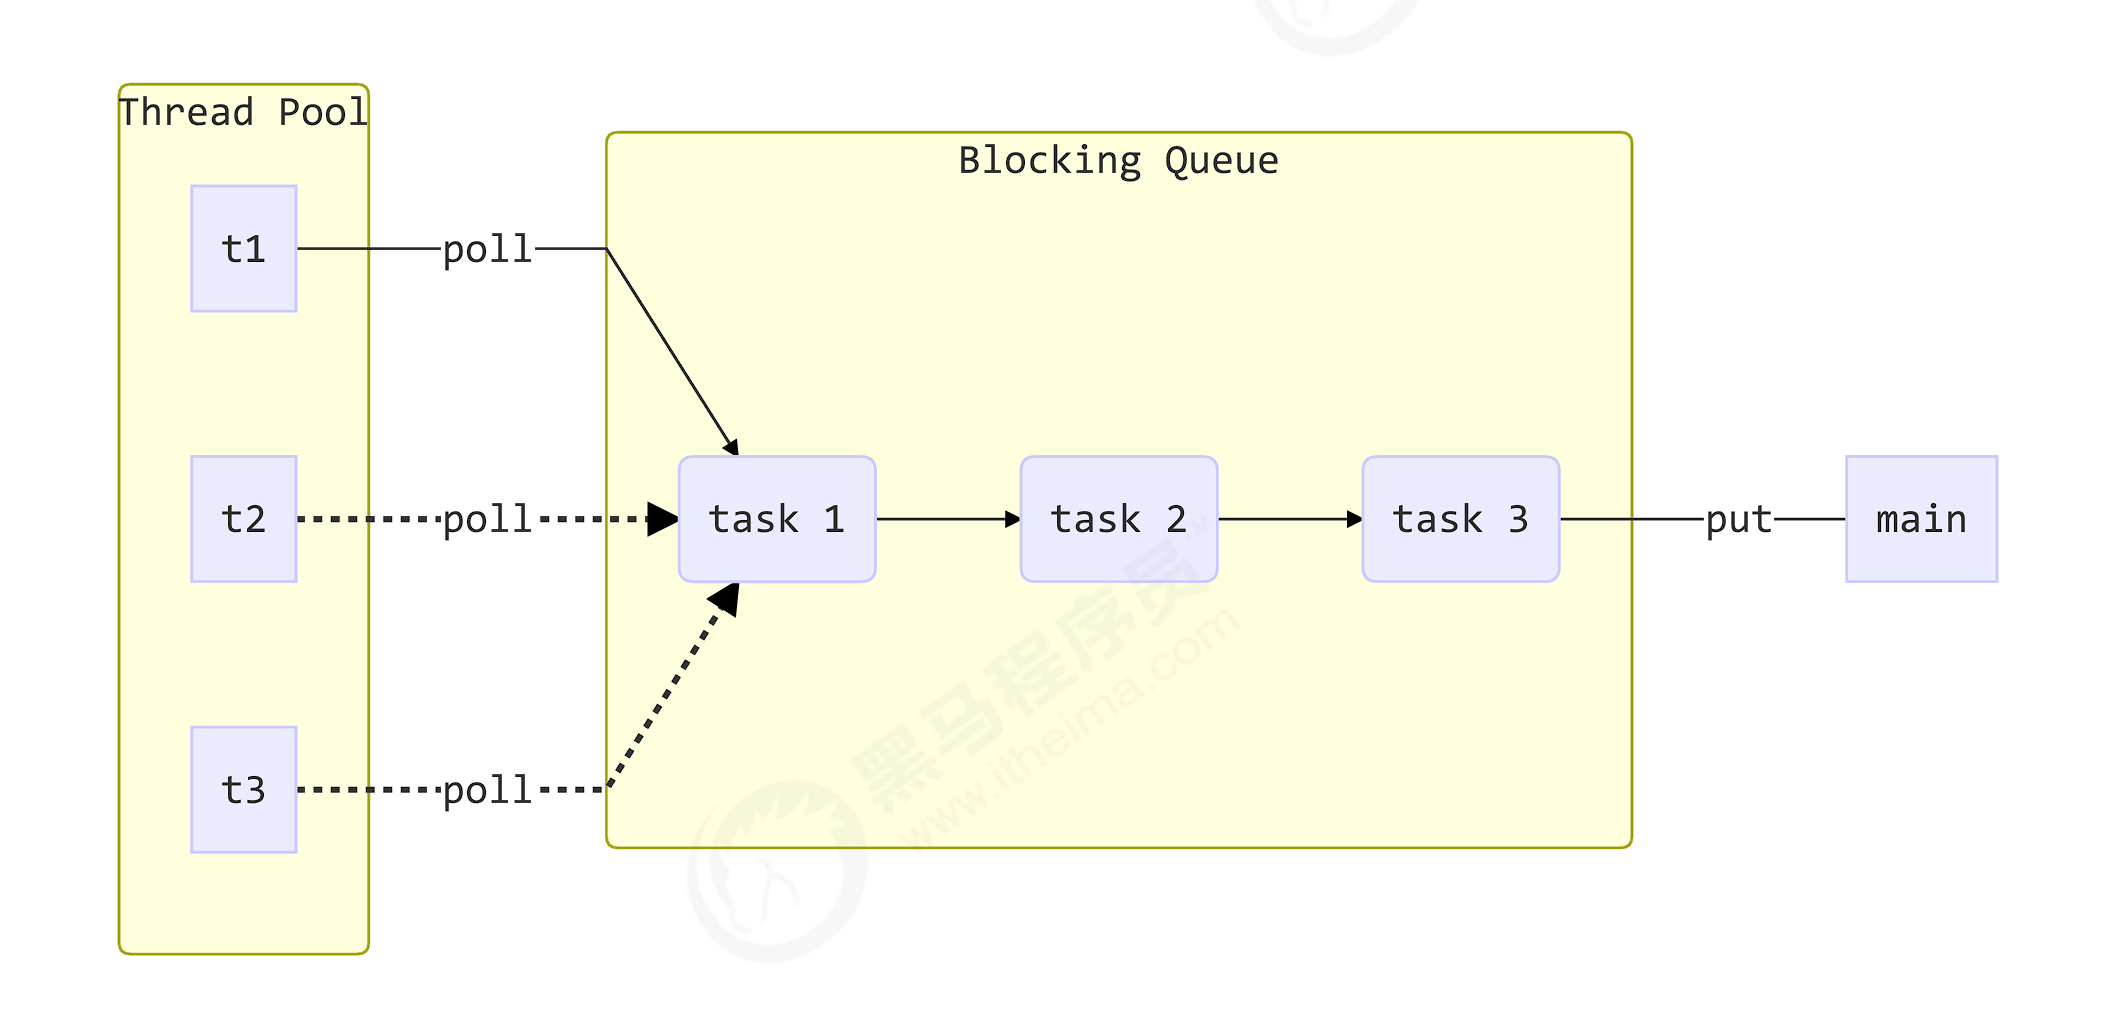 Thread Pool
Blocking Queue
t1
poll
t2
poll
task 1
task 2
task 3
put
main
t3
poll
黑马程序员
www.itheima.com